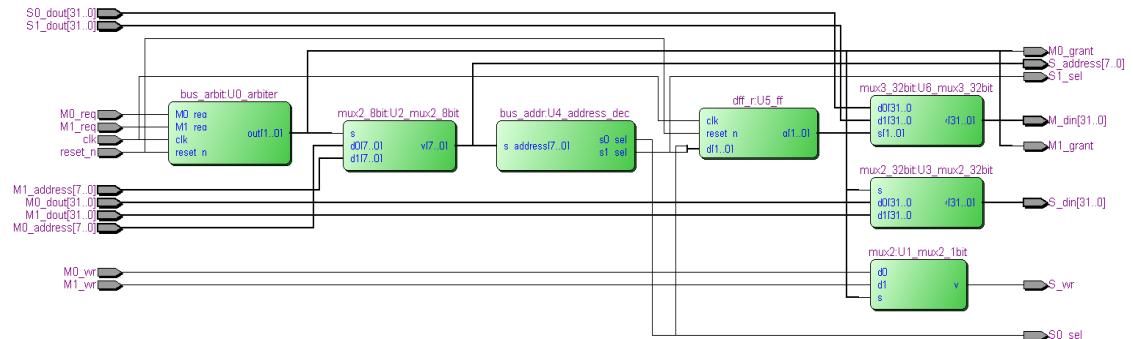 S0_dout[31..0]
S1_dout[31..0]
M0_req
M1_req
clk
reset_n
M1_address[7..0]
M0_dout[31..0]
M1_dout[31..0]
M0_address[7..0]
M0_wr
M1_wr
bus_arbit:U0_arbiter
M0_req
M1_req
clk
reset_n
out[1..0]
mux2_8bit:U2_mux2_8bit
s
d0[7..0]
d1[7..0]
y[7..0]
bus_addr:U4_address_dec
s_address[7..0]
s0_sel
s1_sel
dff_r:U5_ff
clk
reset_n
d[1..0]
q[1..0]
mux3_32bit:U6_mux3_32bit
d0[31..0
d1[31..0
s[1..0]
r[31..0]
mux2_32bit:U3_mux2_32bit
s
d0[31..0
d1[31..0
r[31..0]
mux2:U1_mux2_1bit
d0
d1
s
y
M0_grant
S_address[7..0]
S1_sel
M_din[31..0]
M1_grant
S_din[31..0]
S_wr
S0_sel